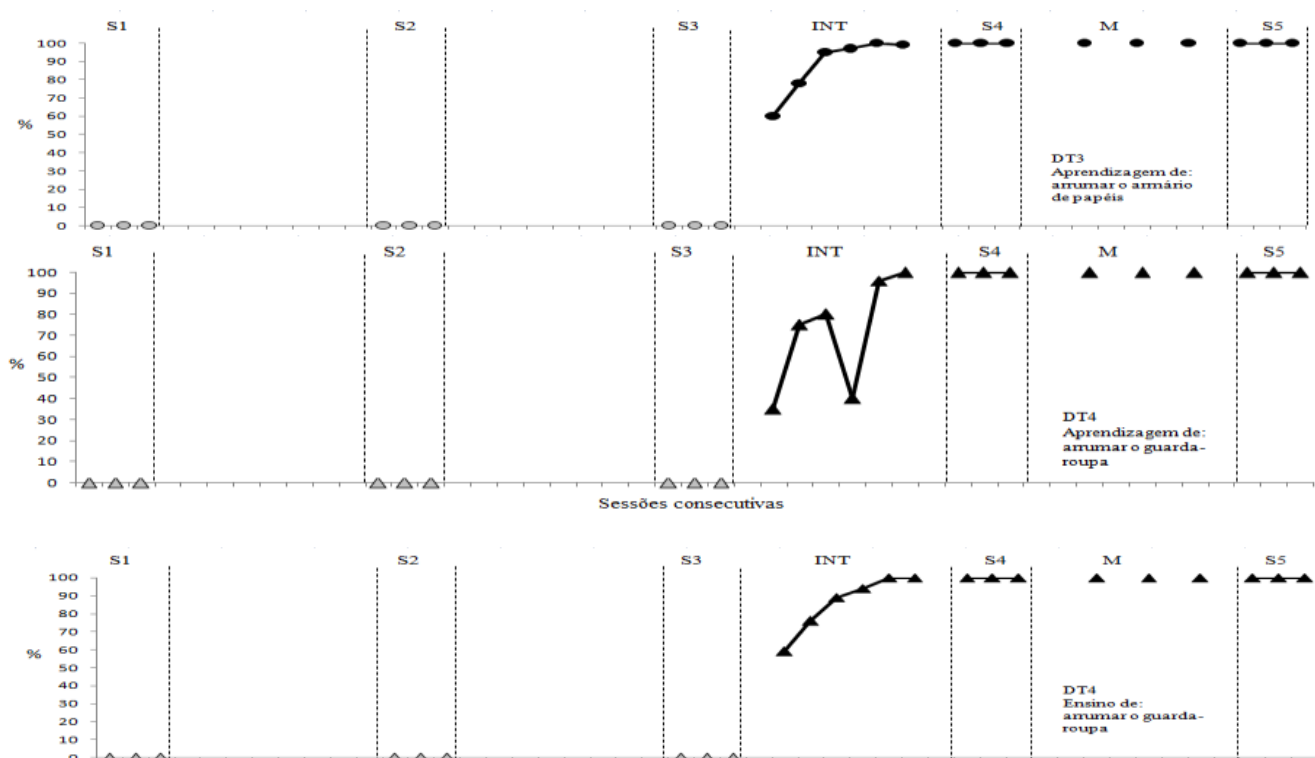 S1 S2 S3 INT S4 M S5
100
90
80
70
60
%
50
40
30
20
10
0
DT3
Aprendizagem de:
arrumar o armário
de papéis
S1 S2 S3 INT S4 M S5
100
90
80
70
60
%
50
40
30
20
10
0
DT4
Aprendizagem de:
arrumar o guarda-
roupa
Sessões consecutivas
S1 S2 S3 INT S4 M S5
100
90
80
70
60
%
50
40
30
20
10
0
DT4
Ensino de:
arrumar o guarda-
roupa